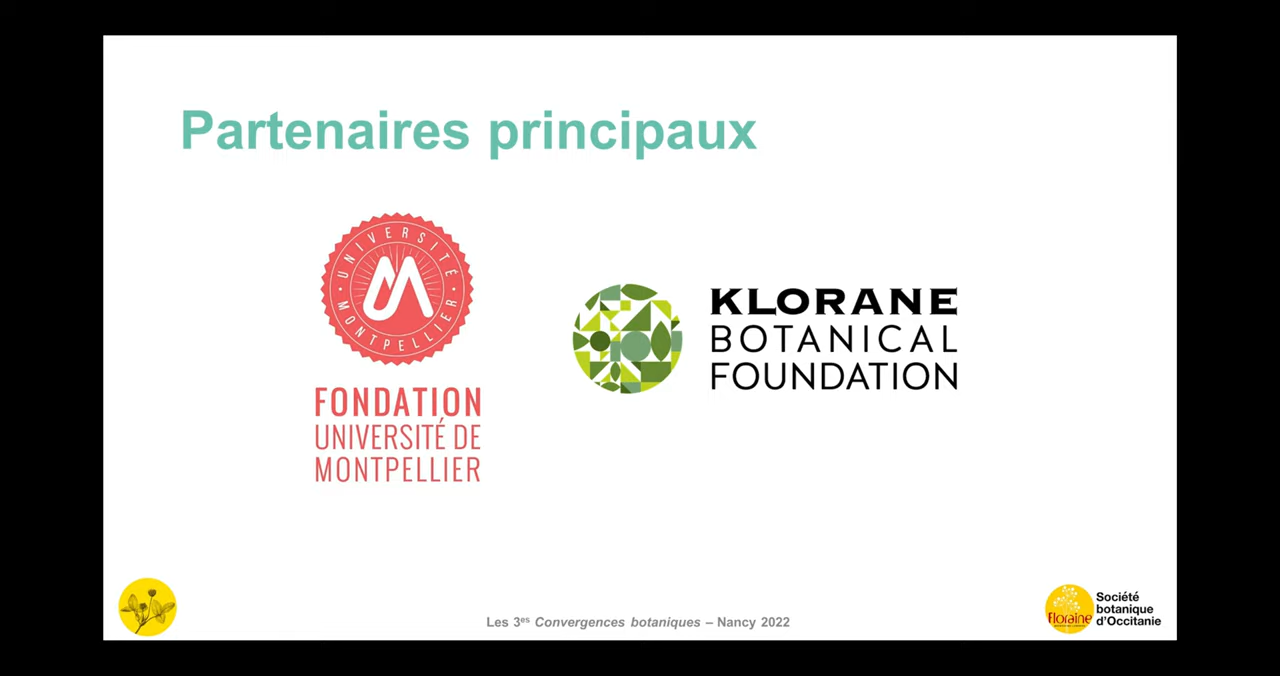 Partenaires principaux
UNIVERSITÉ
MONTPELLIER
FONDATION
UNIVERSITÉ DE
MONTPELLIER
KLORANE
BOTANICAL
FOUNDATION
Les 3es Convergences botaniques – Nancy 2022
Floraine
Société
botanique
d'Occitanie